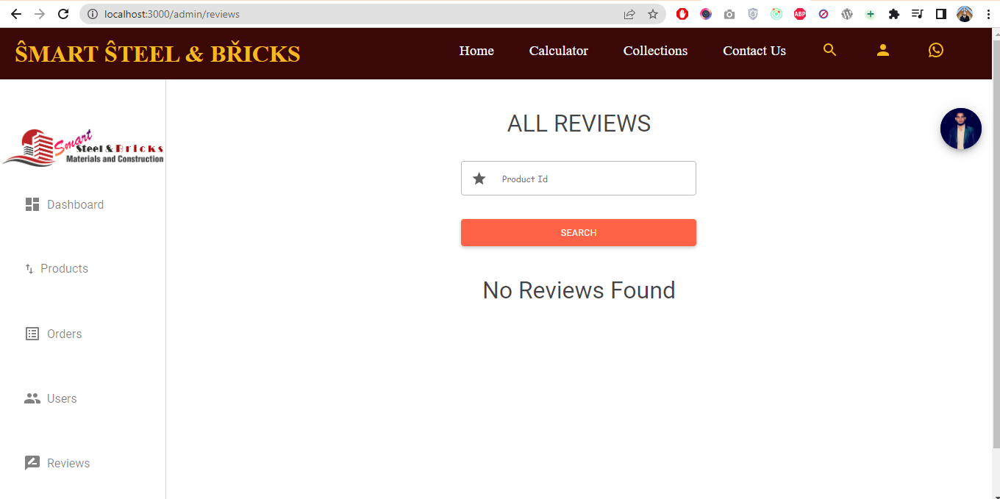 localhost:3000/admin/reviews
ABP
ŜMART ŜTEEL & BŘICKS
Home
Calculator
Collections
Contact Us
Smart
Steel & Bricks
Materials and Construction
ALL REVIEWS
Product Id
SEARCH
No Reviews Found
Dashboard
Products
Orders
Users
Reviews